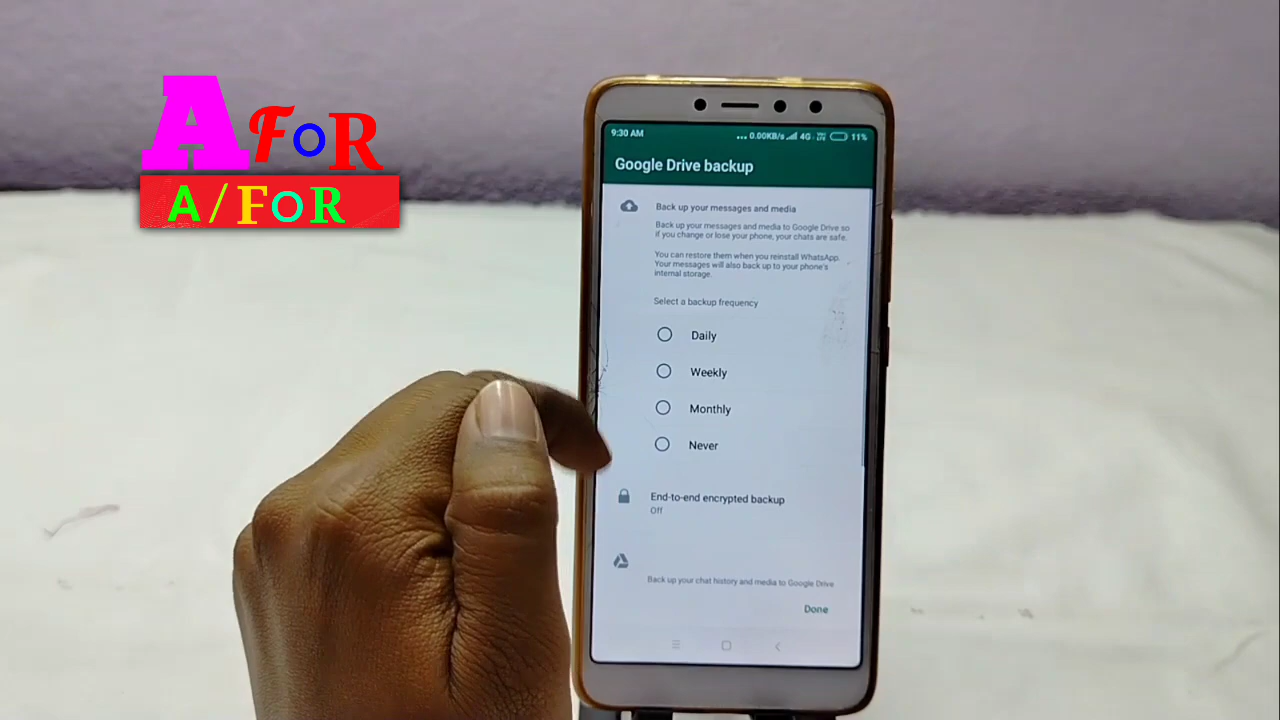 A FoR
A/FoR
9:30 AM ... 0.00KB/s 4G VoLTE 11%
Google Drive backup
Back up your messages and media
Back up your messages and media to Google Drive so
if you change or lose your phone, your chats are safe.
You can restore them when you reinstall WhatsApp.
Your messages will also back up to your phone's
internal storage.
Select a backup frequency
Daily
Weekly
Monthly
Never
End-to-end encrypted backup
Off
Back up your chat history and media to Google Drive
Done